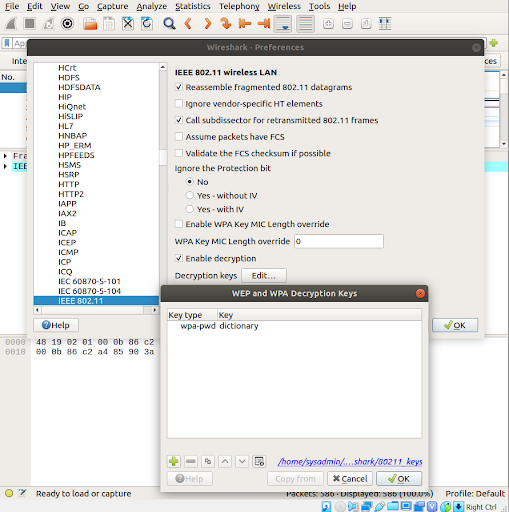 File Edit View Go Capture Analyze Statistics Telephony Wireless Tools Help
Wireshark - Preferences
No.
HCrt
HDFS
HDFSDATA
HIP
HiQnet
HiSLIP
HL7
HNBAP
HP_ERM
HPFEEDS
HSMS
HSRP
HTTP
HTTP2
IAPP
IAX2
IB
ICAP
ICEP
ICMP
ICP
ICQ
IEC 60870-5-101
IEC 60870-5-104
IEEE 802.11
IEEE 802.11 wireless LAN
Reassemble fragmented 802.11 datagrams
Ignore vendor-specific HT elements
Call subdissector for retransmitted 802.11 frames
Assume packets have FCS
Validate the FCS checksum if possible
Ignore the Protection bit
No
Yes - without IV
Yes - with IV
Enable WPA Key MIC Length override
WPA Key MIC Length override 0
Enable decryption
Decryption keys Edit...
Help
OK
WEP and WPA Decryption Keys
Key type Key
wpa-pwd dictionary
/home/sysadmin/....shark/80211_keys
Help Copy from Cancel OK
0000 48 19 02 01 00 0b 86 c2
0010 00 0b 86 c2 a4 85 90 3a
Ready to load or capture Packets: 586 · Displayed: 586 (100.0%) Profile: Default
Right Ctrl